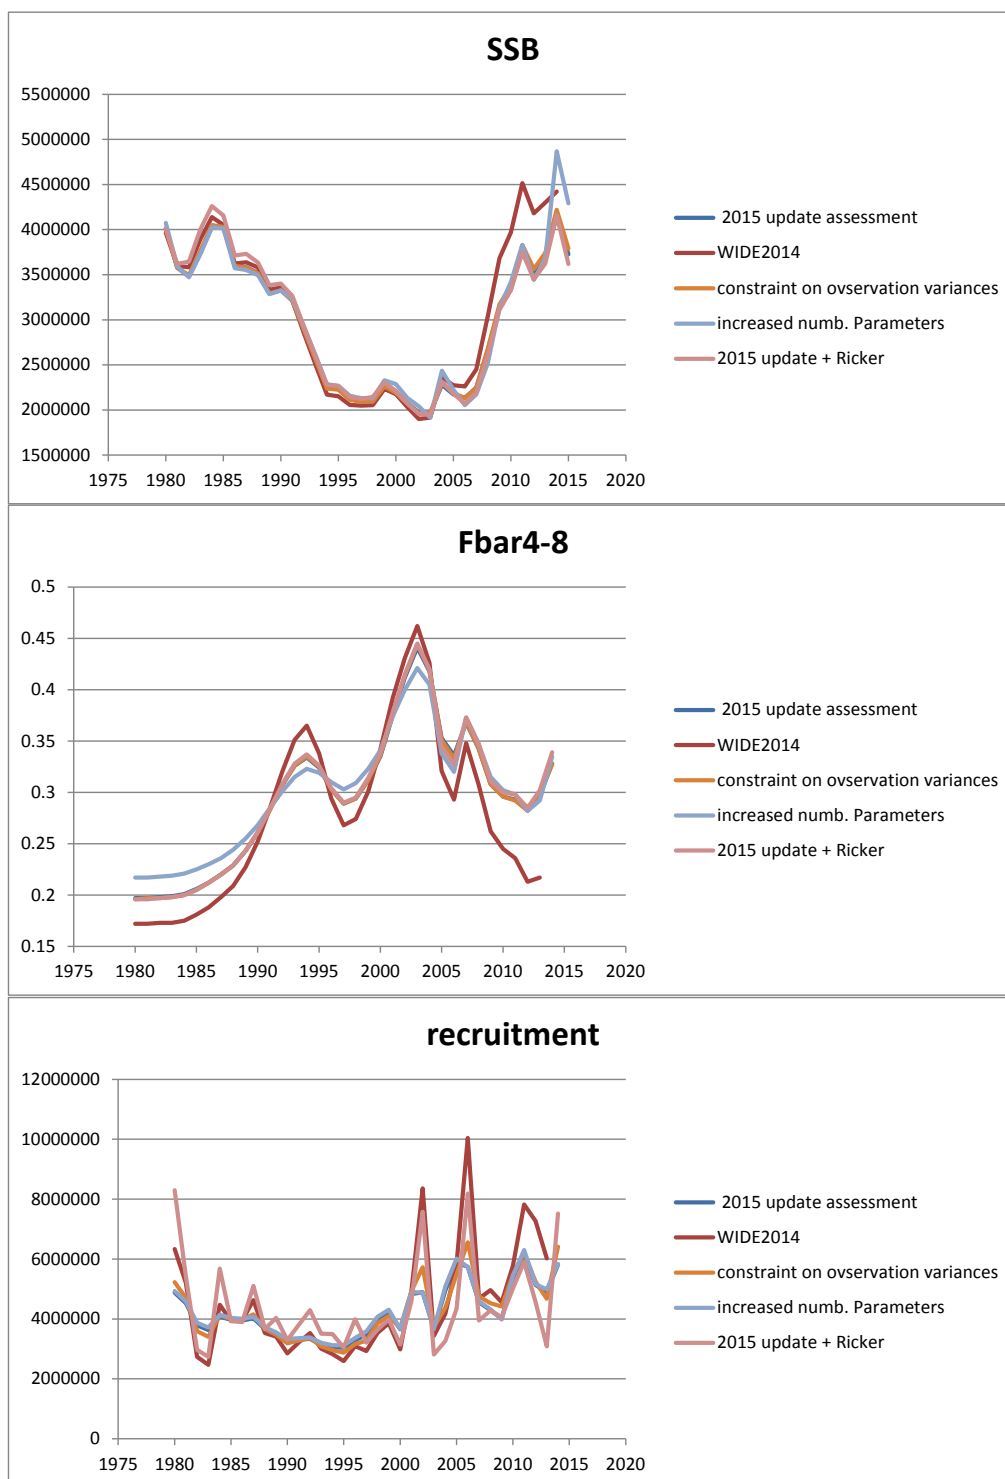 SSB
5500000
5000000
4500000
4000000
3500000
3000000
2500000
2000000
1500000
1975 1980 1985 1990 1995 2000 2005 2010 2015 2020
2015 update assessment
WIDE2014
constraint on ovservation variances
increased numb. Parameters
2015 update + Ricker
Fbar4-8
0.5
0.45
0.4
0.35
0.3
0.25
0.2
0.15
1975 1980 1985 1990 1995 2000 2005 2010 2015 2020
2015 update assessment
WIDE2014
constraint on ovservation variances
increased numb. Parameters
2015 update + Ricker
recruitment
12000000
10000000
8000000
6000000
4000000
2000000
0
1975 1980 1985 1990 1995 2000 2005 2010 2015 2020
2015 update assessment
WIDE2014
constraint on ovservation variances
increased numb. Parameters
2015 update + Ricker